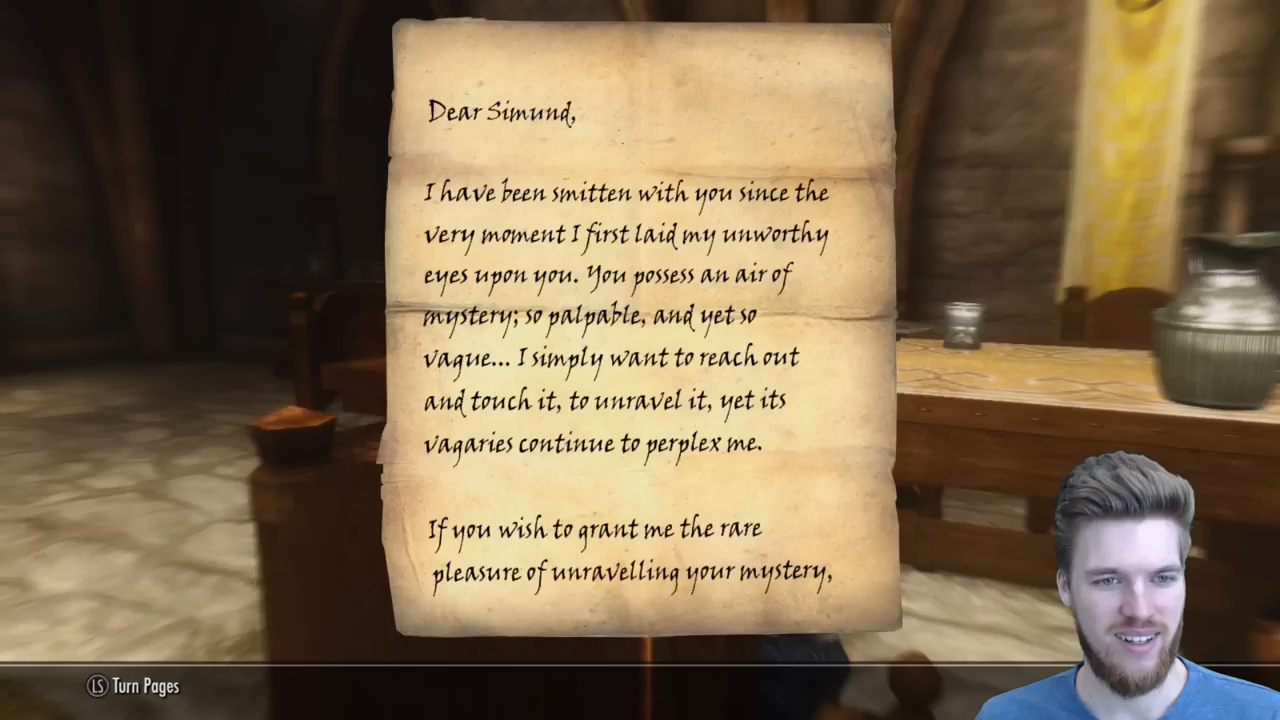 Dear Simund,
I have been smitten with you since the
very moment I first laid my unworthy
eyes upon you. You possess an air of
mystery; so palpable, and yet so
vague... I simply want to reach out
and touch it, to unravel it, yet its
vagaries continue to perplex me.
If you wish to grant me the rare
pleasure of unravelling your mystery,
LS Turn Pages